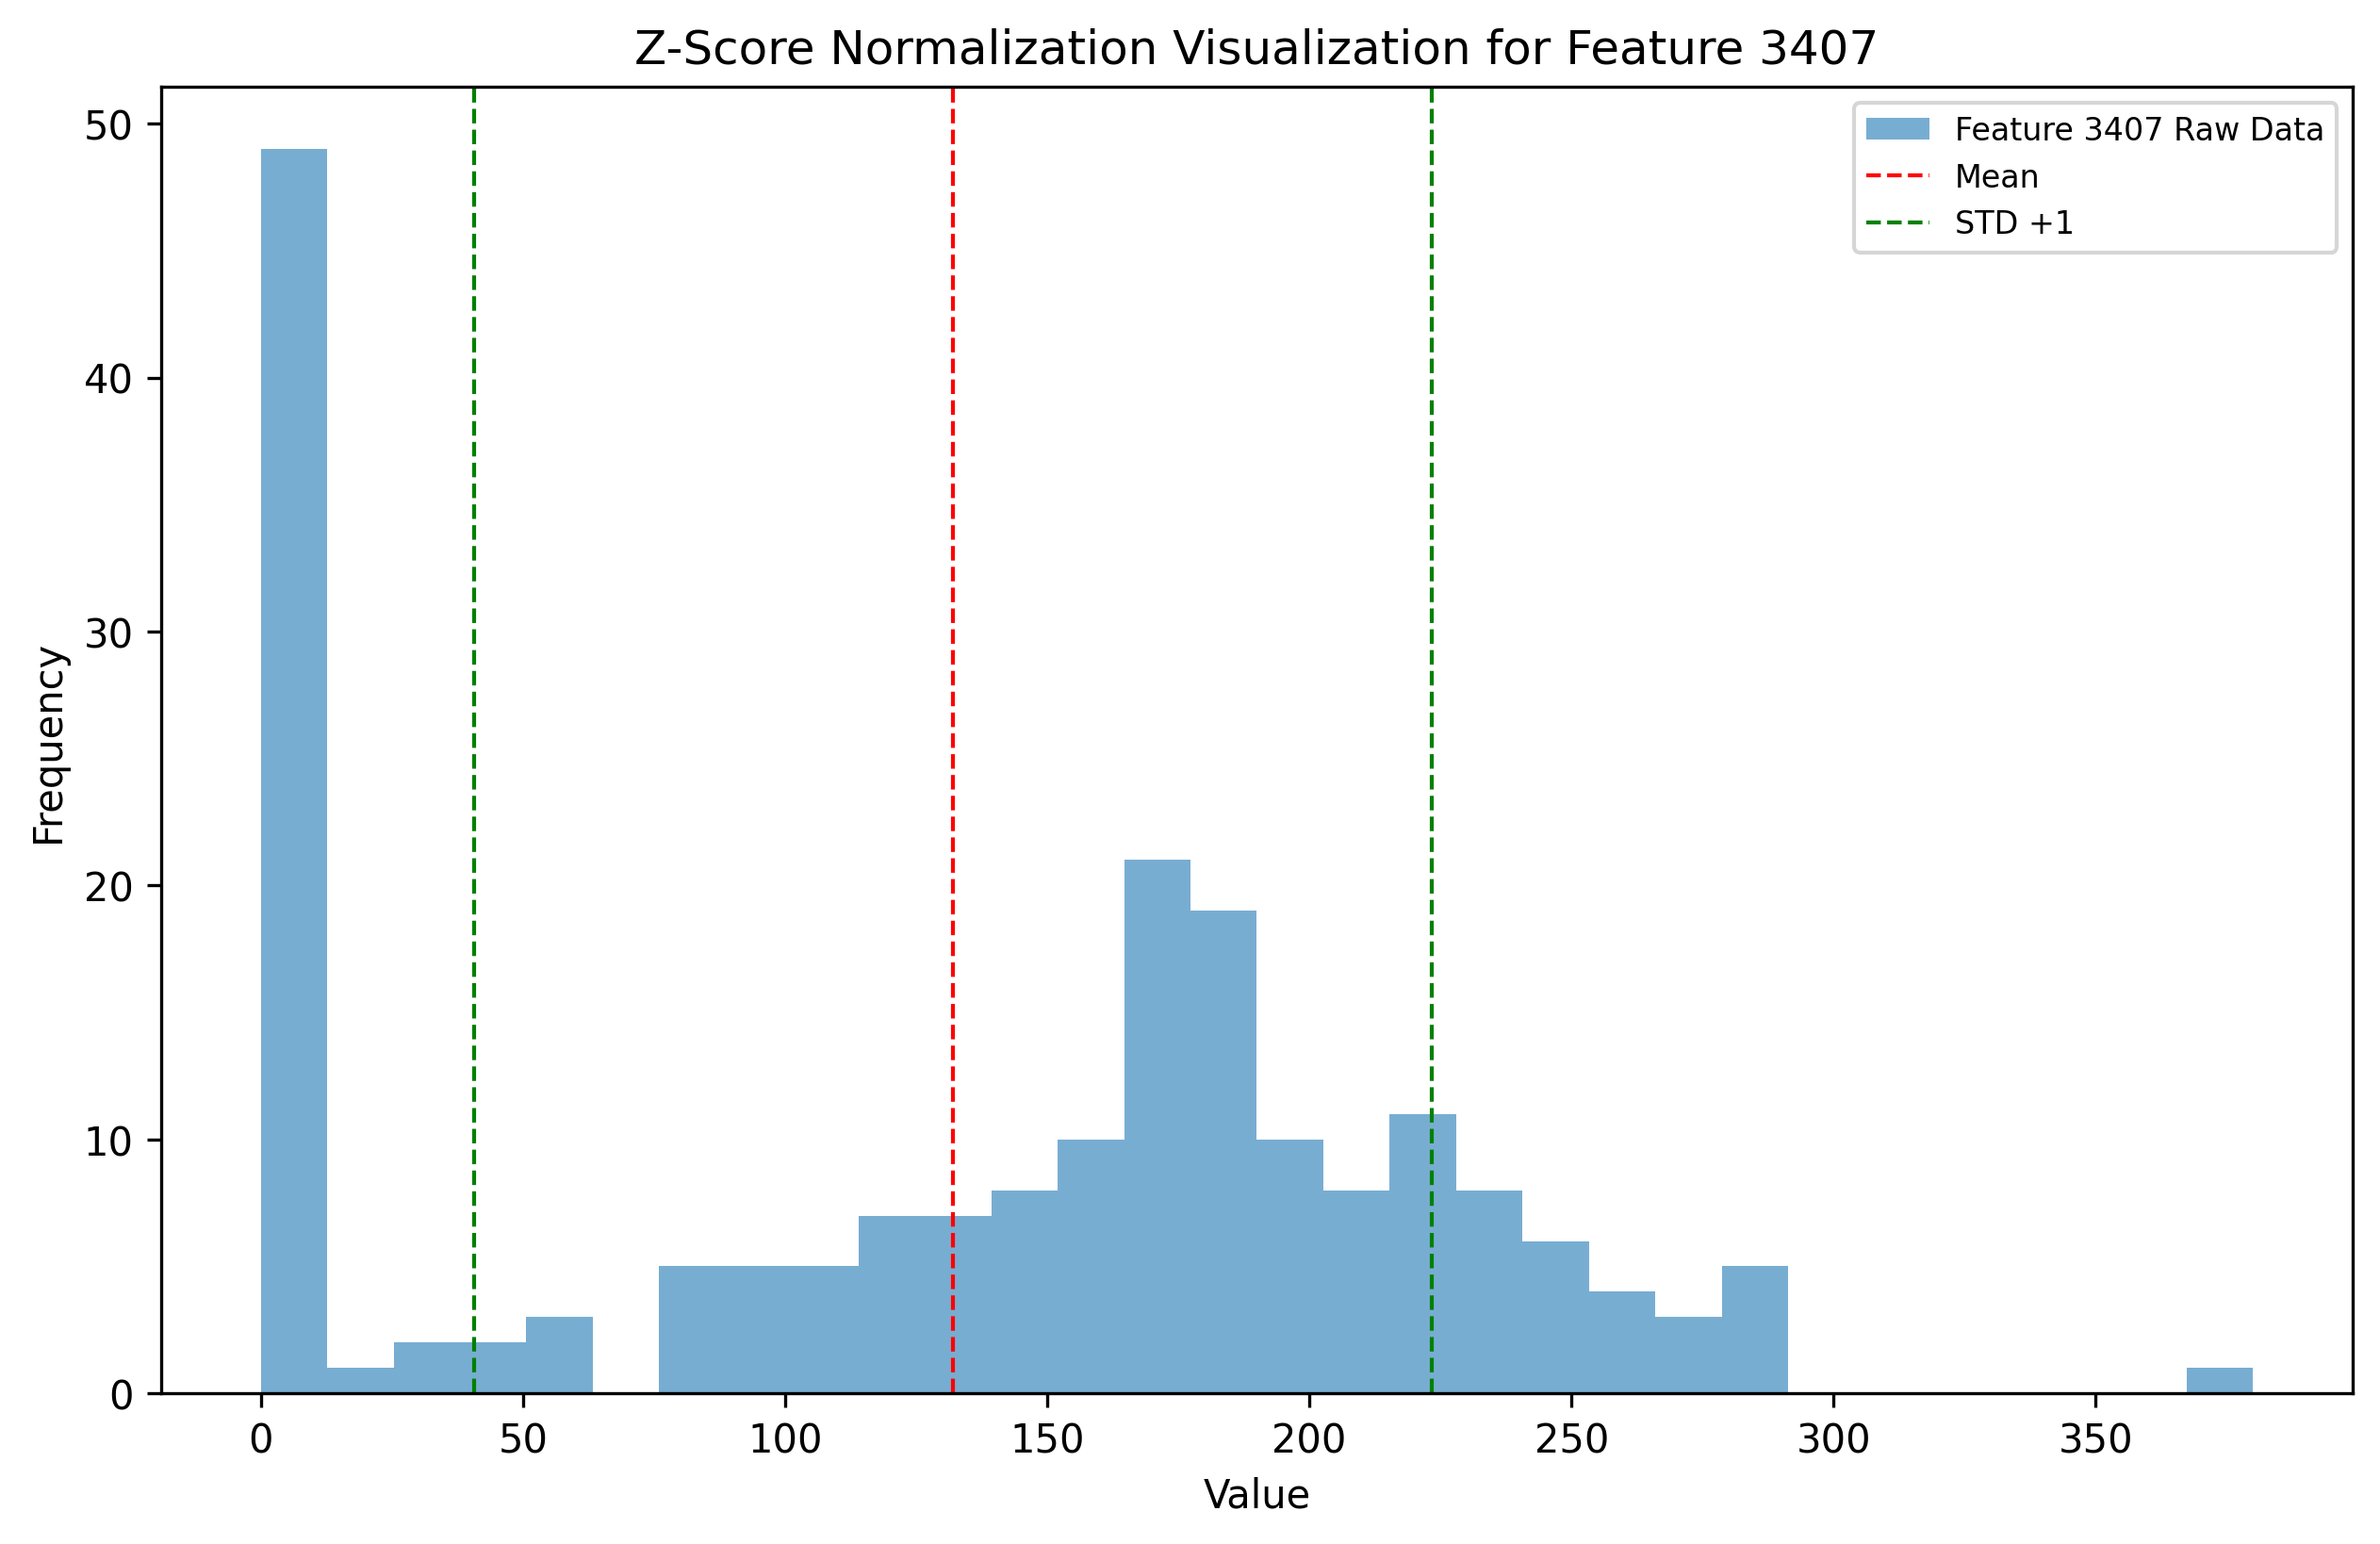 Z-Score Normalization Visualization for Feature 3407
Feature 3407 Raw Data
Mean
STD +1
Frequency
50
40
30
20
10
0
0 50 100 150 200 250 300 350
Value